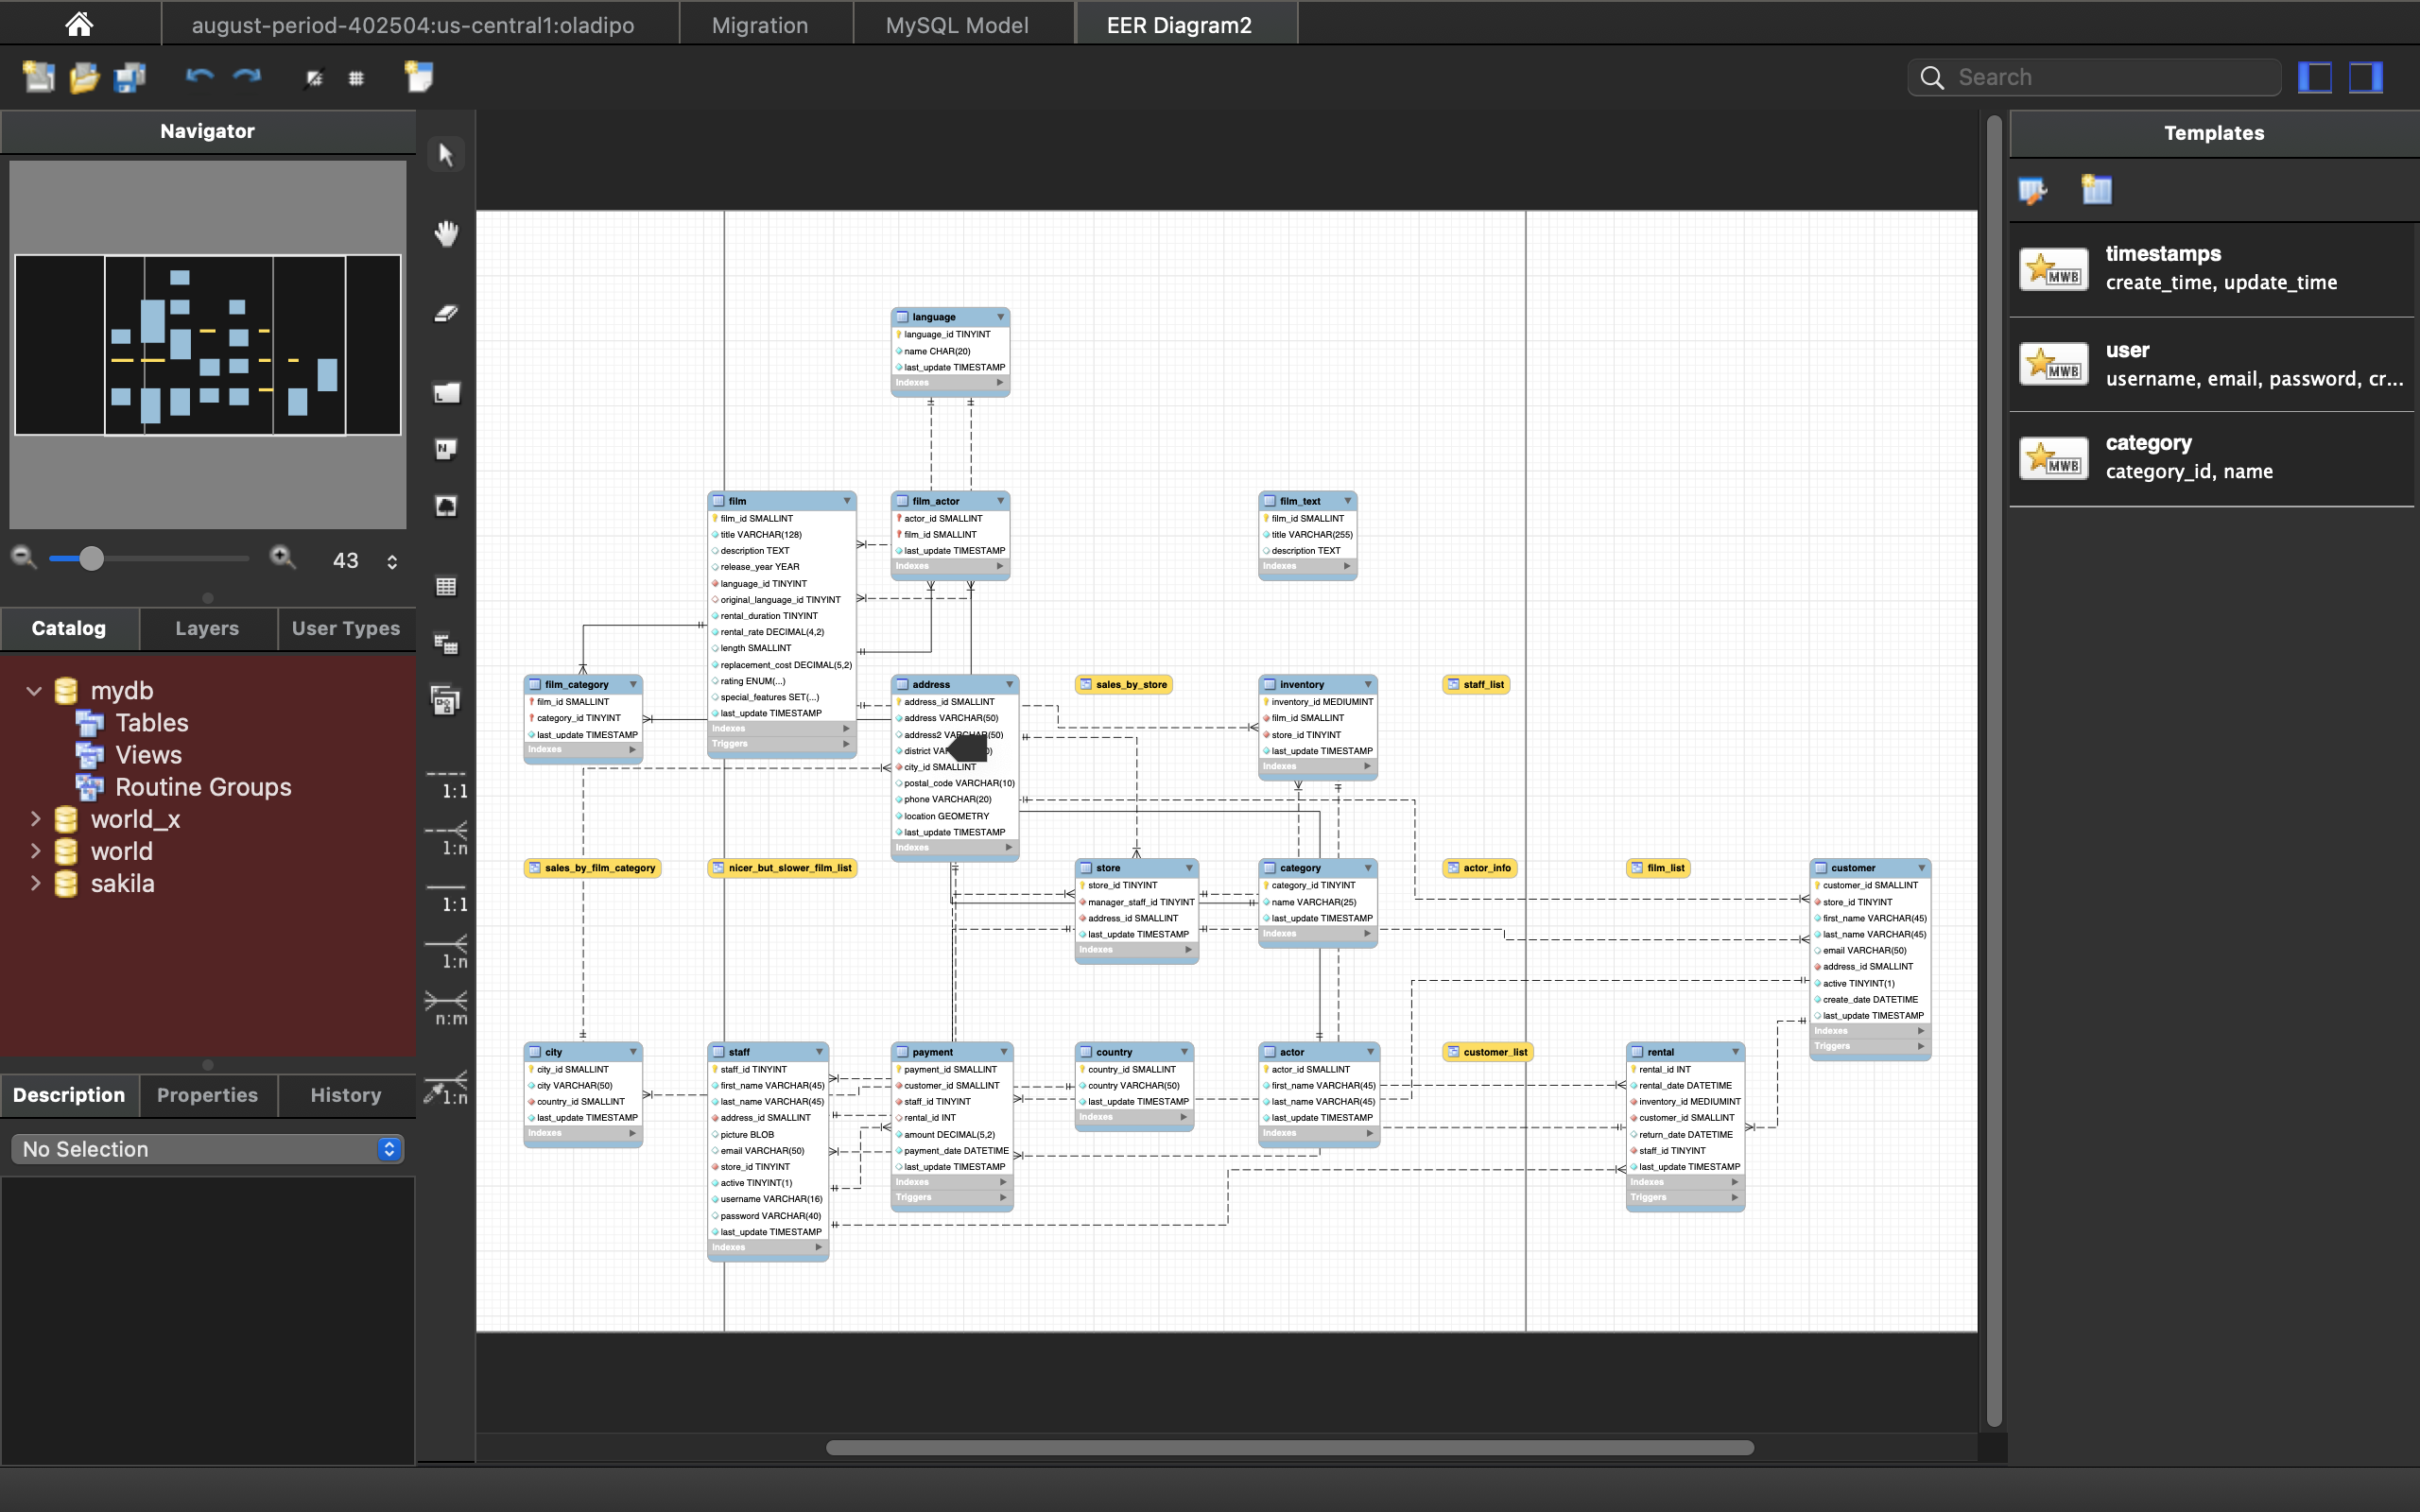 august-period-402504:us-central1:oladipo
Migration
MySQL Model
EER Diagram2
Search
Navigator
43
Catalog
Layers
User Types
mydb
Tables
Views
Routine Groups
world_x
world
sakila
Description
Properties
History
No Selection
L
N
1:1
1:n
1:1
1:n
n:m
1:n
language
language_id TINYINT
name CHAR(20)
last_update TIMESTAMP
Indexes
film
film_id SMALLINT
title VARCHAR(128)
description TEXT
release_year YEAR
language_id TINYINT
original_language_id TINYINT
rental_duration TINYINT
rental_rate DECIMAL(4,2)
length SMALLINT
replacement_cost DECIMAL(5,2)
rating ENUM(...)
special_features SET(...)
last_update TIMESTAMP
Indexes
Triggers
film_actor
actor_id SMALLINT
film_id SMALLINT
last_update TIMESTAMP
Indexes
film_text
film_id SMALLINT
title VARCHAR(255)
description TEXT
Indexes
film_category
film_id SMALLINT
category_id TINYINT
last_update TIMESTAMP
Indexes
address
address_id SMALLINT
address VARCHAR(50)
address2 VARCHAR(50)
district
city_id SMALLINT
postal_code VARCHAR(10)
phone VARCHAR(20)
location GEOMETRY
last_update TIMESTAMP
Indexes
sales_by_store
inventory
inventory_id MEDIUMINT
film_id SMALLINT
store_id TINYINT
last_update TIMESTAMP
Indexes
staff_list
sales_by_film_category
nicer_but_slower_film_list
store
store_id TINYINT
manager_staff_id TINYINT
address_id SMALLINT
last_update TIMESTAMP
Indexes
category
category_id TINYINT
name VARCHAR(25)
last_update TIMESTAMP
Indexes
actor_info
film_list
customer
customer_id SMALLINT
store_id TINYINT
first_name VARCHAR(45)
last_name VARCHAR(45)
email VARCHAR(50)
address_id SMALLINT
active TINYINT(1)
create_date DATETIME
last_update TIMESTAMP
Indexes
Triggers
city
city_id SMALLINT
city VARCHAR(50)
country_id SMALLINT
last_update TIMESTAMP
Indexes
staff
staff_id TINYINT
first_name VARCHAR(45)
last_name VARCHAR(45)
address_id SMALLINT
picture BLOB
email VARCHAR(50)
store_id TINYINT
active TINYINT(1)
username VARCHAR(16)
password VARCHAR(40)
last_update TIMESTAMP
Indexes
payment
payment_id SMALLINT
customer_id SMALLINT
staff_id TINYINT
rental_id INT
amount DECIMAL(5,2)
payment_date DATETIME
last_update TIMESTAMP
Indexes
Triggers
country
country_id SMALLINT
country VARCHAR(50)
last_update TIMESTAMP
Indexes
actor
actor_id SMALLINT
first_name VARCHAR(45)
last_name VARCHAR(45)
last_update TIMESTAMP
Indexes
customer_list
rental
rental_id INT
rental_date DATETIME
inventory_id MEDIUMINT
customer_id SMALLINT
return_date DATETIME
staff_id TINYINT
last_update TIMESTAMP
Indexes
Triggers
Templates
MWB
timestamps
create_time, update_time
MWB
user
username, email, password, cr...
MWB
category
category_id, name